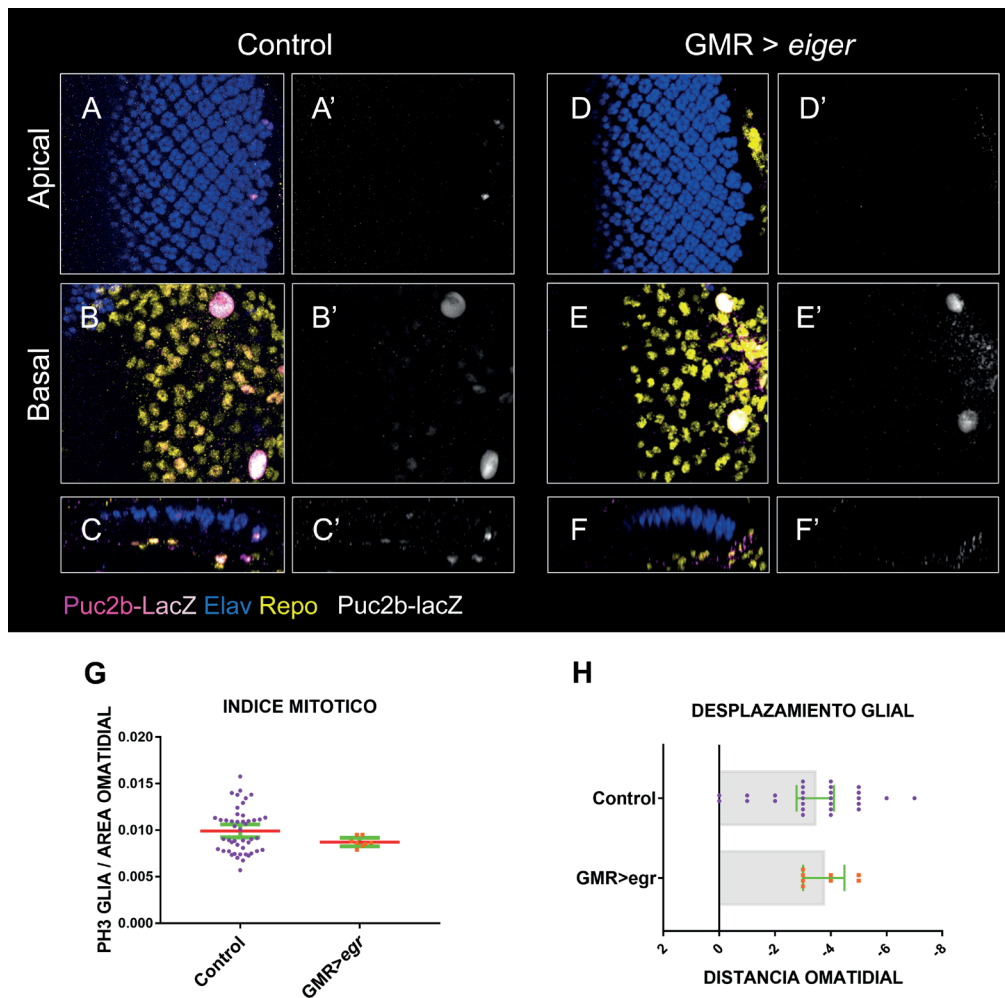 Control
GMR > eiger
Apical
A
A'
D
D'
Basal
B
B'
E
E'
C
C'
F
F'
Puc2b-LacZ Elav Repo Puc2b-lacZ
G
INDICE MITOTICO
PH3 GLIA / AREA OMATIDIAL
0.020
0.015
0.010
0.005
0.000
Control
GMR>egr
H
DESPLAZAMIENTO GLIAL
Control
GMR>egr
2
0
-2
-4
-6
-8
DISTANCIA OMATIDIAL